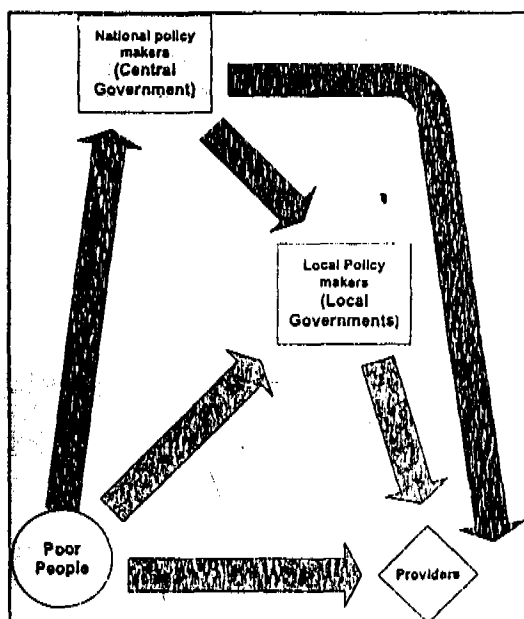 National policy
makers
(Central
Government)
Local Policy
makers
(Local
Governments)
Poor
People
Providers